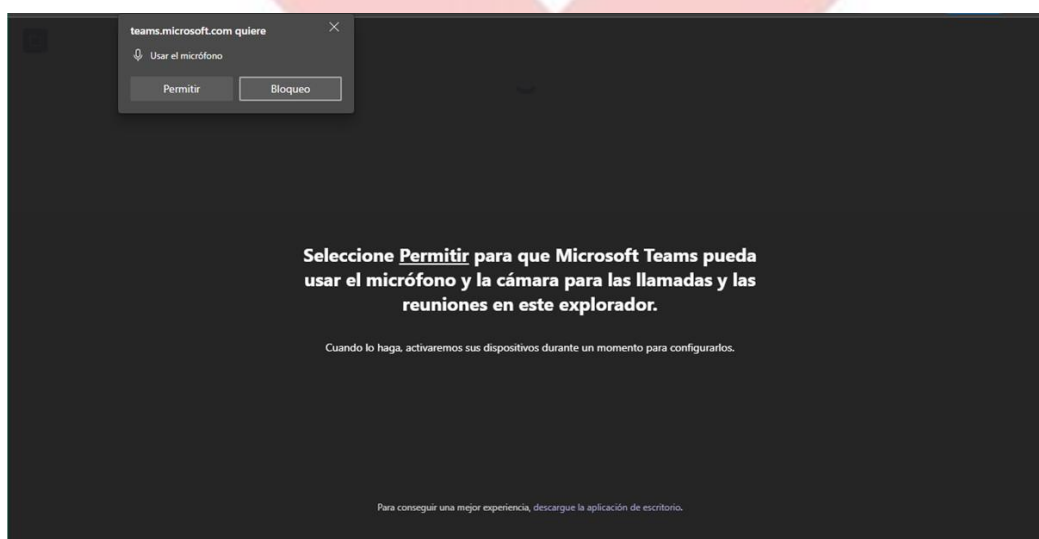 teams.microsoft.com quiere
Usar el micrófono
Permitir
Bloqueo
Seleccione Permitir para que Microsoft Teams pueda
usar el micrófono y la cámara para las llamadas y las
reuniones en este explorador.
Cuando lo haga, activaremos sus dispositivos durante un momento para configurarlos.
Para conseguir una mejor experiencia, descargue la aplicación de escritorio.